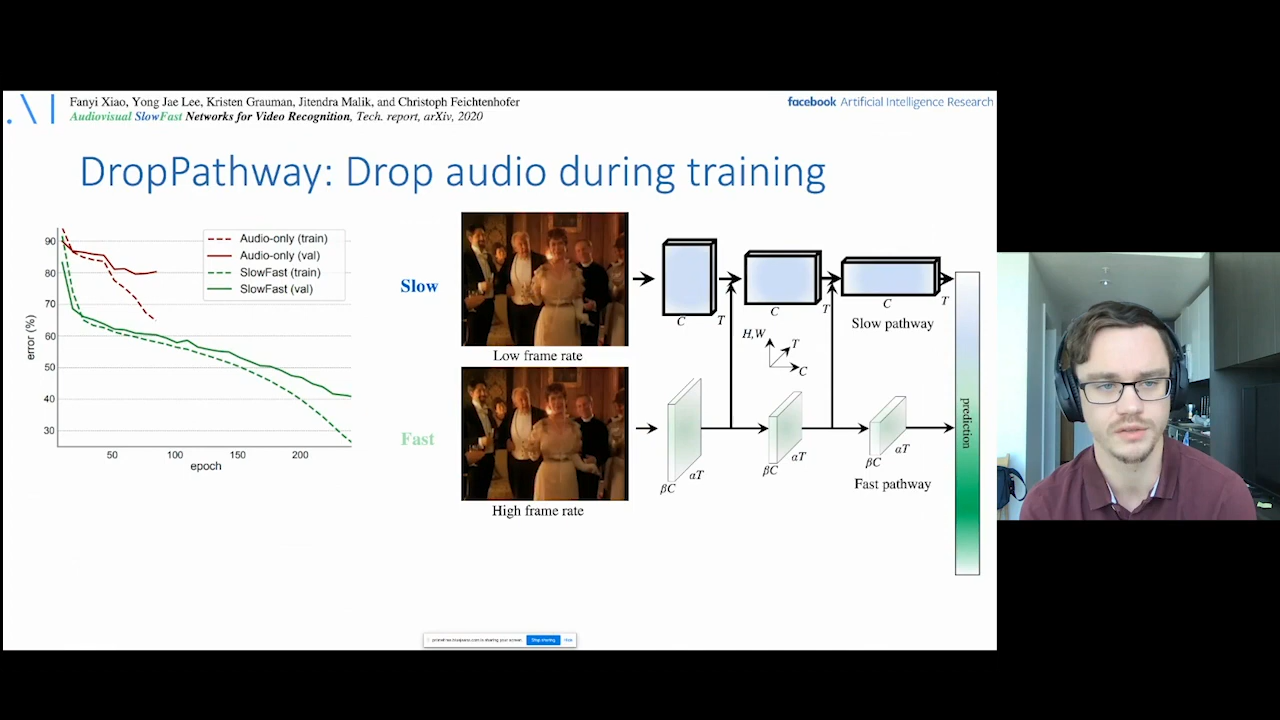 Fanyi Xiao, Yong Jae Lee, Kristen Grauman, Jitendra Malik, and Christoph Feichtenhofer
Audiovisual SlowFast Networks for Video Recognition, Tech. report, arXiv, 2020
facebook Artificial Intelligence Research
DropPathway: Drop audio during training
90
80
70
60
50
40
30
error (%)
50
100
150
200
epoch
Audio-only (train)
Audio-only (val)
SlowFast (train)
SlowFast (val)
Slow
Low frame rate
C
T
C
T
C
T
Slow pathway
H,W
T
C
Fast
High frame rate
βC
αT
βC
αT
βC
αT
Fast pathway
prediction
Stop sharing
Hide